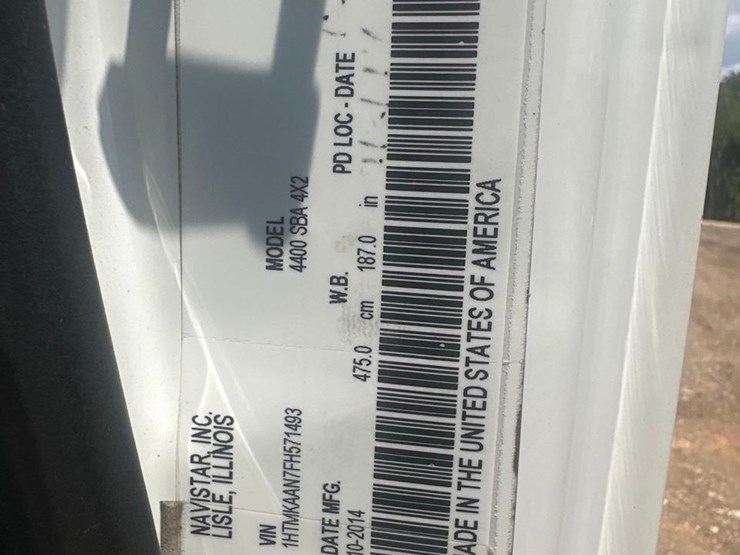 NAVISTAR, INC.
LISLE, ILLINOIS
VIN
1HTMKAAN7FH571493
MODEL
4400 SBA 4X2
DATE MFG.
10-2014
W.B.
475.0 cm 187.0 in
PD LOC - DATE
MADE IN THE UNITED STATES OF AMERICA